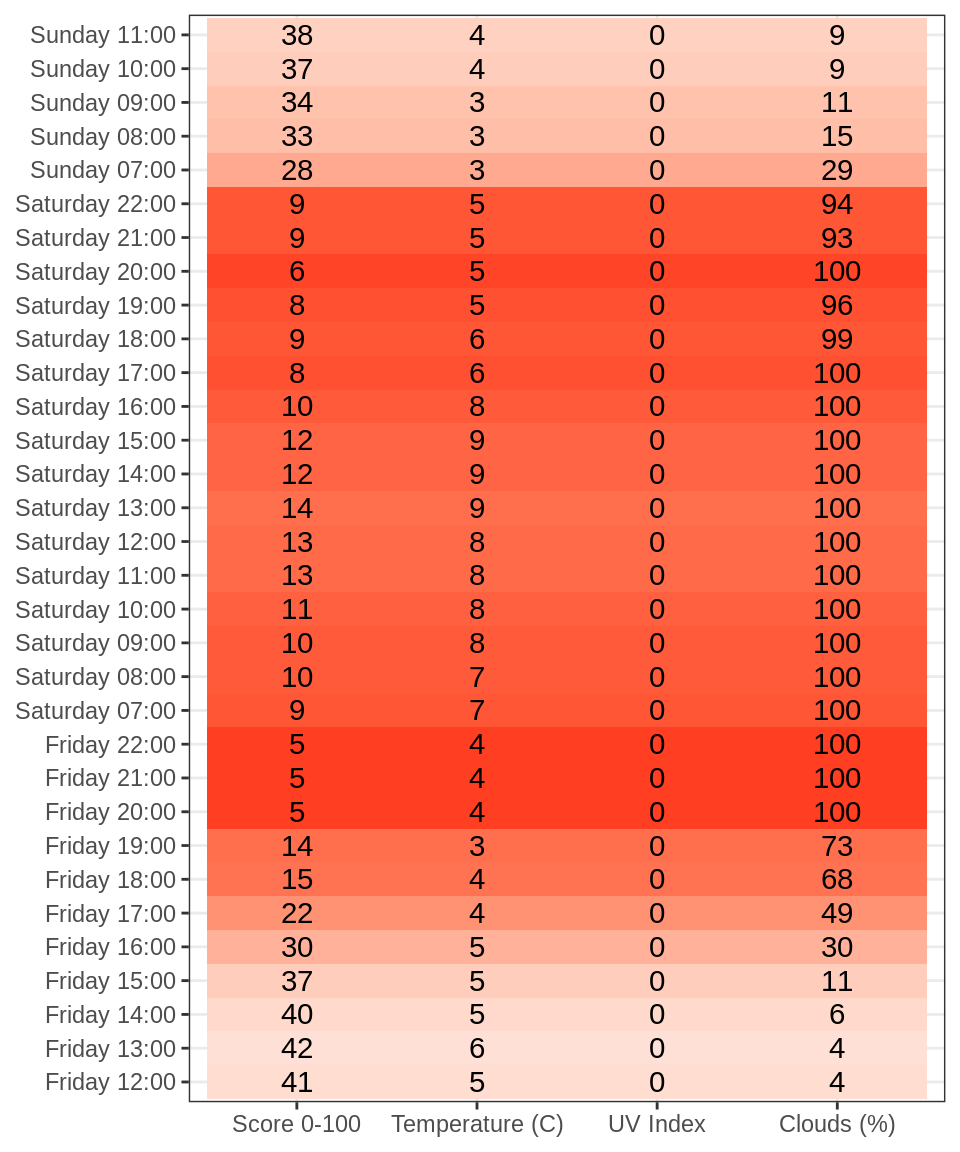 Sunday 11:00 38 4 0 9
Sunday 10:00 37 4 0 9
Sunday 09:00 34 3 0 11
Sunday 08:00 33 3 0 15
Sunday 07:00 28 3 0 29
Saturday 22:00 9 5 0 94
Saturday 21:00 9 5 0 93
Saturday 20:00 6 5 0 100
Saturday 19:00 8 5 0 96
Saturday 18:00 9 6 0 99
Saturday 17:00 8 6 0 100
Saturday 16:00 10 8 0 100
Saturday 15:00 12 9 0 100
Saturday 14:00 12 9 0 100
Saturday 13:00 14 9 0 100
Saturday 12:00 13 8 0 100
Saturday 11:00 13 8 0 100
Saturday 10:00 11 8 0 100
Saturday 09:00 10 8 0 100
Saturday 08:00 10 7 0 100
Saturday 07:00 9 7 0 100
Friday 22:00 5 4 0 100
Friday 21:00 5 4 0 100
Friday 20:00 5 4 0 100
Friday 19:00 14 3 0 73
Friday 18:00 15 4 0 68
Friday 17:00 22 4 0 49
Friday 16:00 30 5 0 30
Friday 15:00 37 5 0 11
Friday 14:00 40 5 0 6
Friday 13:00 42 6 0 4
Friday 12:00 41 5 0 4
Score 0-100 Temperature (C) UV Index Clouds (%)